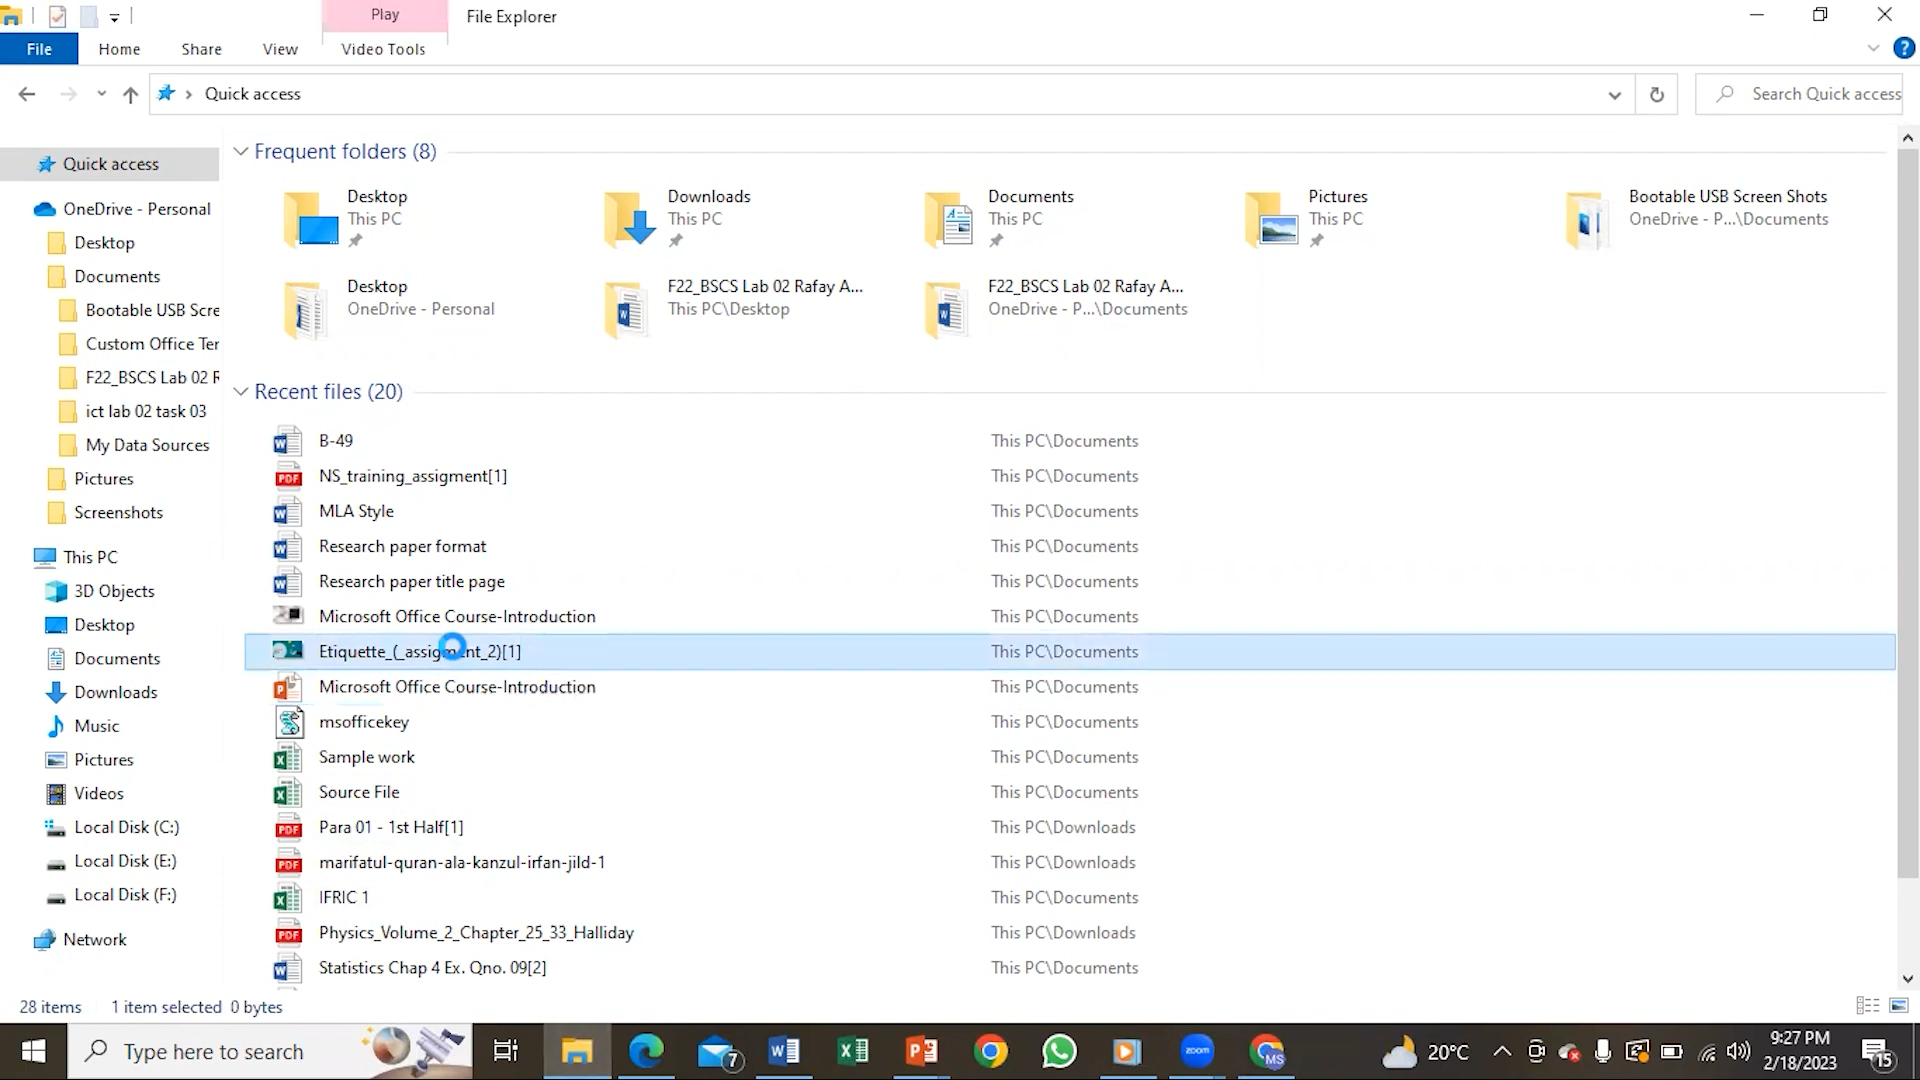 Play
File Explorer
File
Home
Share
View
Video Tools
?
Quick access
Search Quick access
Quick access
OneDrive - Personal
Desktop
Documents
Bootable USB Scre
Custom Office Ter
F22_BSCS Lab 02 R
ict lab 02 task 03
My Data Sources
Pictures
Screenshots
This PC
3D Objects
Desktop
Documents
Downloads
Music
Pictures
Videos
Local Disk (C:)
Local Disk (E:)
Local Disk (F:)
Network
Frequent folders (8)
Desktop
This PC
Downloads
This PC
Documents
This PC
Pictures
This PC
Bootable USB Screen Shots
OneDrive - P...\Documents
Desktop
OneDrive - Personal
F22_BSCS Lab 02 Rafay A...
This PC\Desktop
F22_BSCS Lab 02 Rafay A...
OneDrive - P...\Documents
Recent files (20)
B-49 This PC\Documents
NS_training_assigment[1] This PC\Documents
MLA Style This PC\Documents
Research paper format This PC\Documents
Research paper title page This PC\Documents
Microsoft Office Course-Introduction This PC\Documents
Etiquette_(_assigment_2)[1] This PC\Documents
Microsoft Office Course-Introduction This PC\Documents
msofficekey This PC\Documents
Sample work This PC\Documents
Source File This PC\Documents
Para 01 - 1st Half[1] This PC\Downloads
marifatul-quran-ala-kanzul-irfan-jild-1 This PC\Downloads
IFRIC 1 This PC\Documents
Physics_Volume_2_Chapter_25_33_Halliday This PC\Downloads
Statistics Chap 4 Ex. Qno. 09[2] This PC\Documents
28 items 1 item selected 0 bytes
Type here to search
7
zoom
MS
20°C
9:27 PM
2/18/2023
15